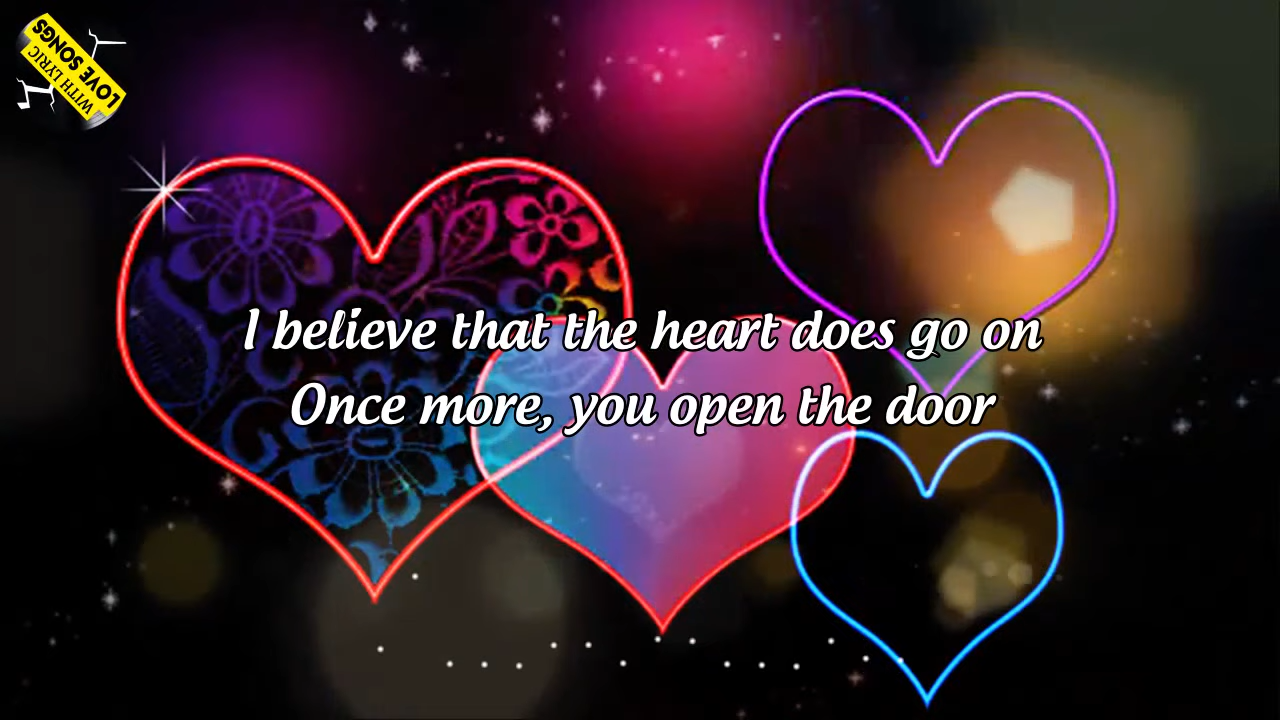 LOVE SONGS
WITH LYRIC
I believe that the heart does go on
Once more, you open the door